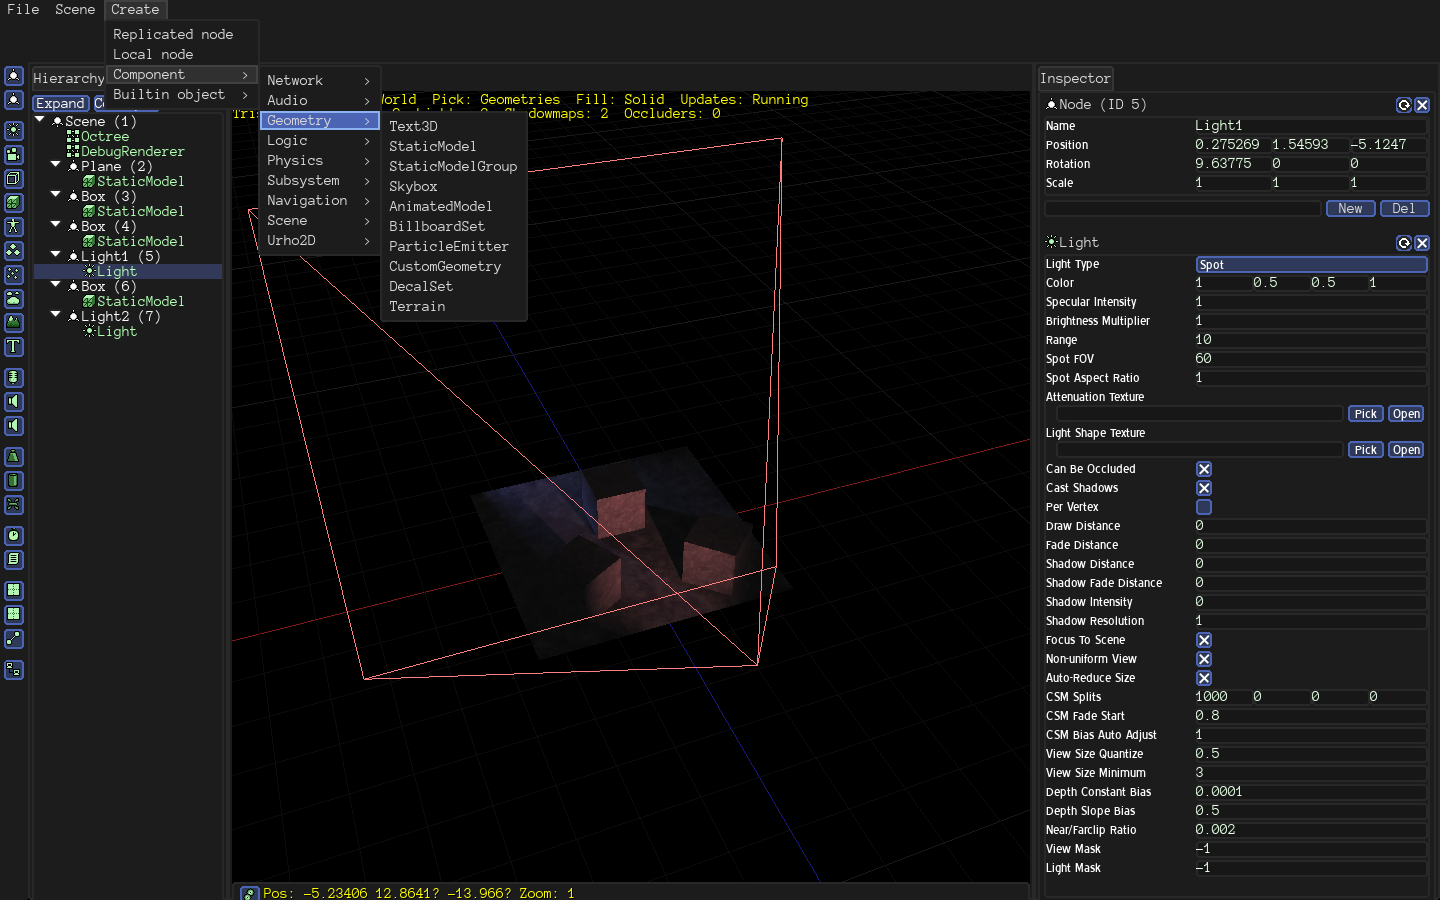 File Scene Create
Replicated node
Local node
Component >
Builtin object >
Network >
Audio >
Geometry >
Logic >
Physics >
Subsystem >
Navigation >
Scene >
Urho2D >
Text3D
StaticModel
StaticModelGroup
Skybox
AnimatedModel
BillboardSet
ParticleEmitter
CustomGeometry
DecalSet
Terrain
Hierarchy
Expand
Scene (1)
Octree
DebugRenderer
Plane (2)
StaticModel
Box (3)
StaticModel
Box (4)
StaticModel
Light1 (5)
Light
Box (6)
StaticModel
Light2 (7)
Light
orld Pick: Geometries Fill: Solid Updates: Running
Tris Shadowmaps: 2 Occluders: 0
Pos: -5.23406 12.8641? -13.966? Zoom: 1
Inspector
Node (ID 5)
Name Light1
Position 0.275269 1.54593 -5.1247
Rotation 9.63775 0 0
Scale 1 1 1
New Del
Light
Light Type Spot
Color 1 0.5 0.5 1
Specular Intensity 1
Brightness Multiplier 1
Range 10
Spot FOV 60
Spot Aspect Ratio 1
Attenuation Texture
Pick Open
Light Shape Texture
Pick Open
Can Be Occluded
Cast Shadows
Per Vertex
Draw Distance 0
Fade Distance 0
Shadow Distance 0
Shadow Fade Distance 0
Shadow Intensity 0
Shadow Resolution 1
Focus To Scene
Non-uniform View
Auto-Reduce Size
CSM Splits 1000 0 0 0
CSM Fade Start 0.8
CSM Bias Auto Adjust 1
View Size Quantize 0.5
View Size Minimum 3
Depth Constant Bias 0.0001
Depth Slope Bias 0.5
Near/Farclip Ratio 0.002
View Mask -1
Light Mask -1